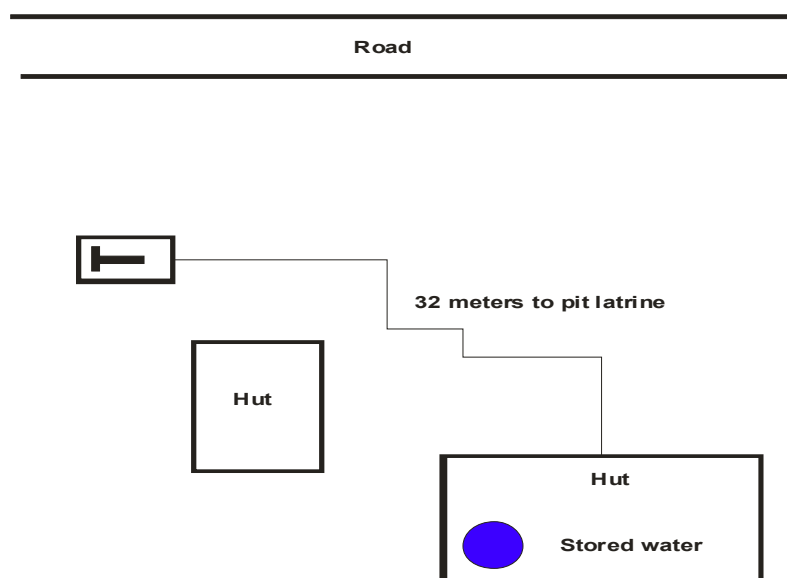 Road
32 meters to pit latrine
Hut
Hut
Stored water